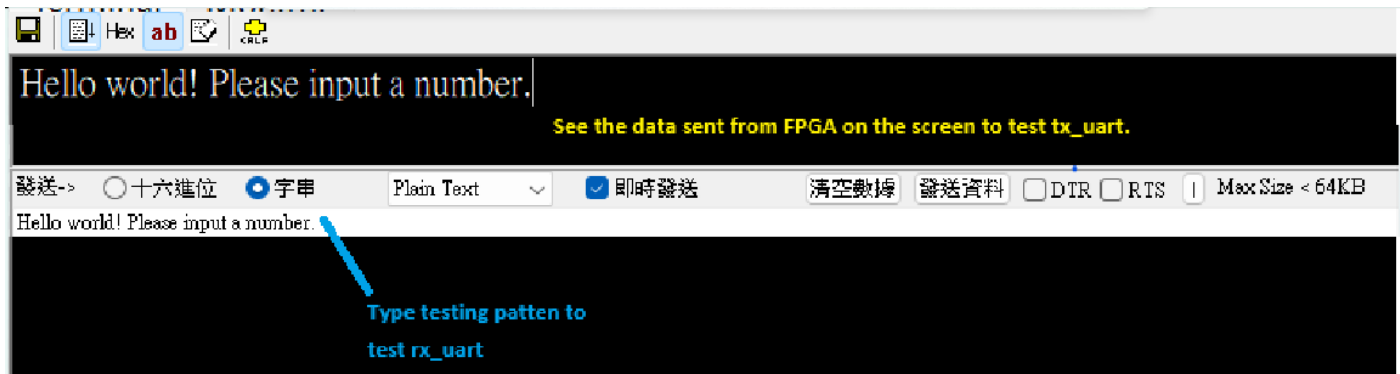 Hex ab CRLF
Hello world! Please input a number.
See the data sent from FPGA on the screen to test tx_uart.
發送-> 十六進位 字串 Plain Text 即時發送 清空數據 發送資料 DTR RTS | Max Size < 64KB
Hello world! Please input a number.
Type testing patten to
test rx_uart